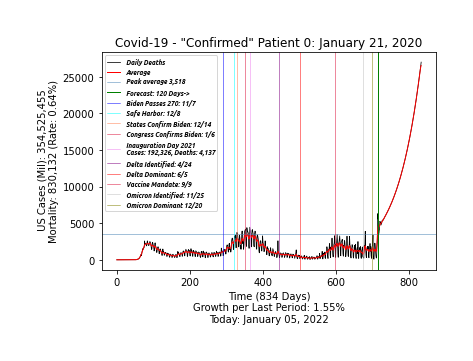 Covid-19 - "Confirmed" Patient 0: January 21, 2020
US Cases (Mil): 354,525,455
Mortality: 830,132 (Rate: 0.64%)
25000
20000
15000
10000
5000
0
Daily Deaths
Average
Peak average 3,518
Forecast: 120 Days->
Biden Passes 270: 11/7
Safe Harbor: 12/8
States Confirm Biden: 12/14
Congress Confirms Biden: 1/6
Inauguration Day 2021
Cases: 192,326, Deaths: 4,137
Delta Identified: 4/24
Delta Dominant: 6/5
Vaccine Mandate: 9/9
Omicron Identified: 11/25
Omicron Dominant 12/20
0 200 400 600 800
Time (834 Days)
Growth per Last Period: 1.55%
Today: January 05, 2022